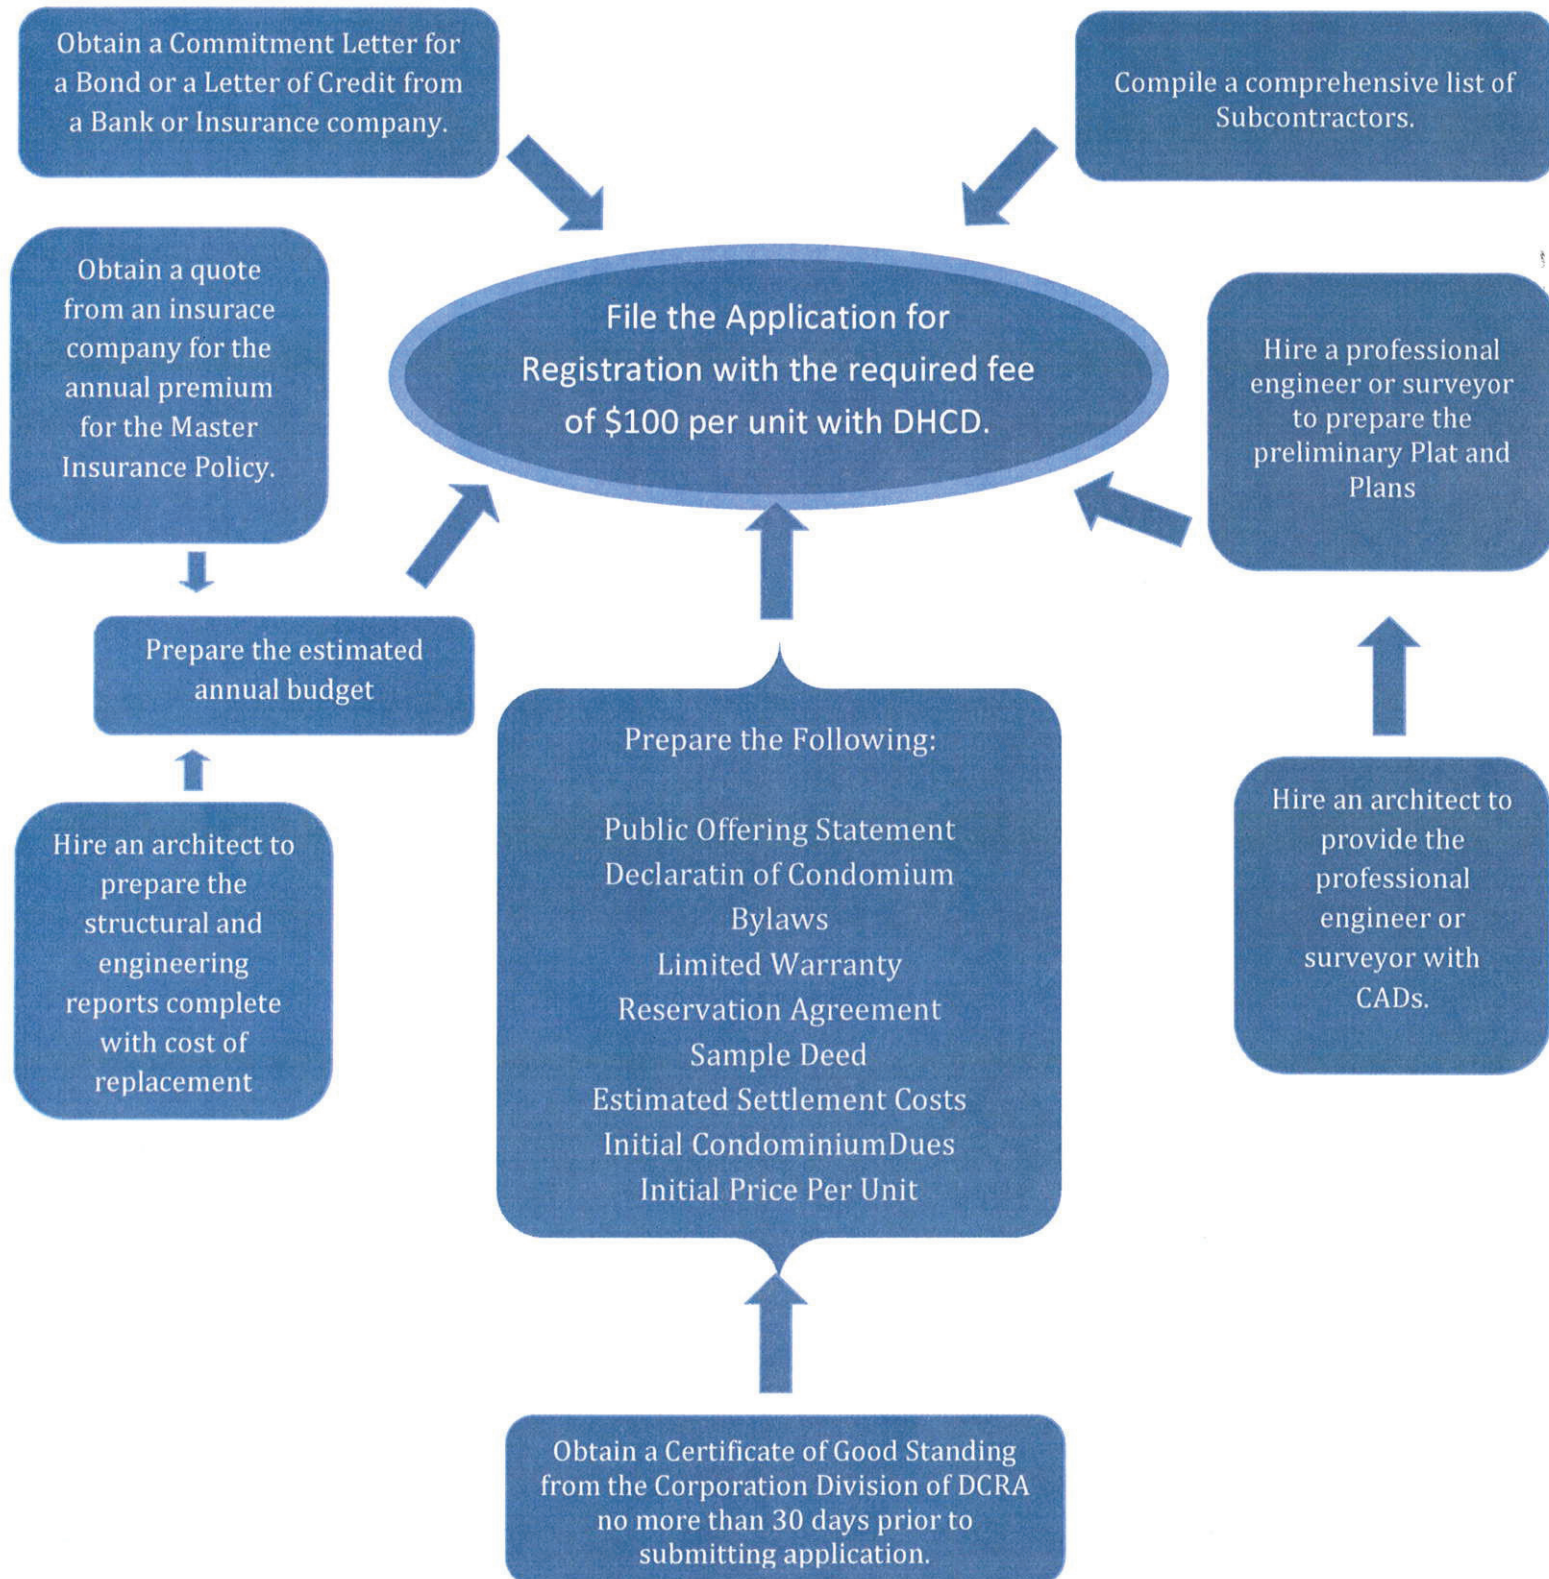 Obtain a Commitment Letter for
a Bond or a Letter of Credit from
a Bank or Insurance company.
Compile a comprehensive list of
Subcontractors.
Obtain a quote
from an insurace
company for the
annual premium
for the Master
Insurance Policy.
File the Application for
Registration with the required fee
of $100 per unit with DHCD.
Hire a professional
engineer or surveyor
to prepare the
preliminary Plat and
Plans
Prepare the estimated
annual budget
Hire an architect to
prepare the
structural and
engineering
reports complete
with cost of
replacement
Prepare the Following:
Public Offering Statement
Declaratin of Condomium
Bylaws
Limited Warranty
Reservation Agreement
Sample Deed
Estimated Settlement Costs
Initial CondominiumDues
Initial Price Per Unit
Hire an architect to
provide the
professional
engineer or
surveyor with
CADs.
Obtain a Certificate of Good Standing
from the Corporation Division of DCRA
no more than 30 days prior to
submitting application.